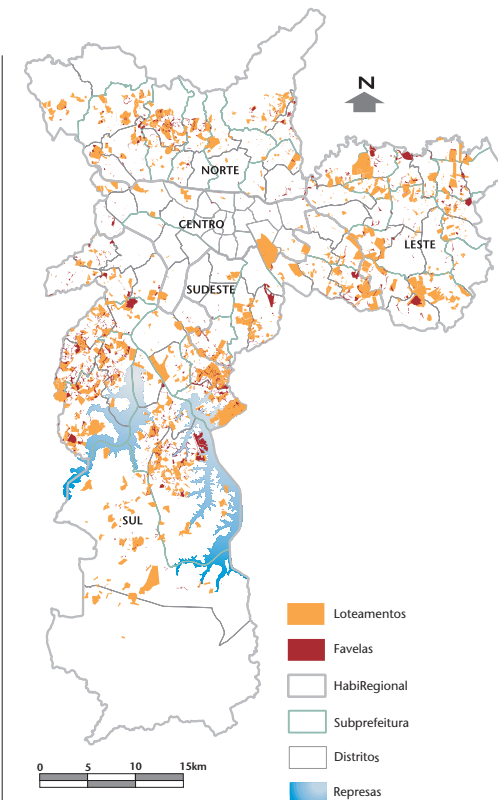 N
NORTE
CENTRO
LESTE
SUDESTE
SUL
Loteamentos
Favelas
HabiRegional
Subprefeitura
Distritos
Represas
0 5 10 15km